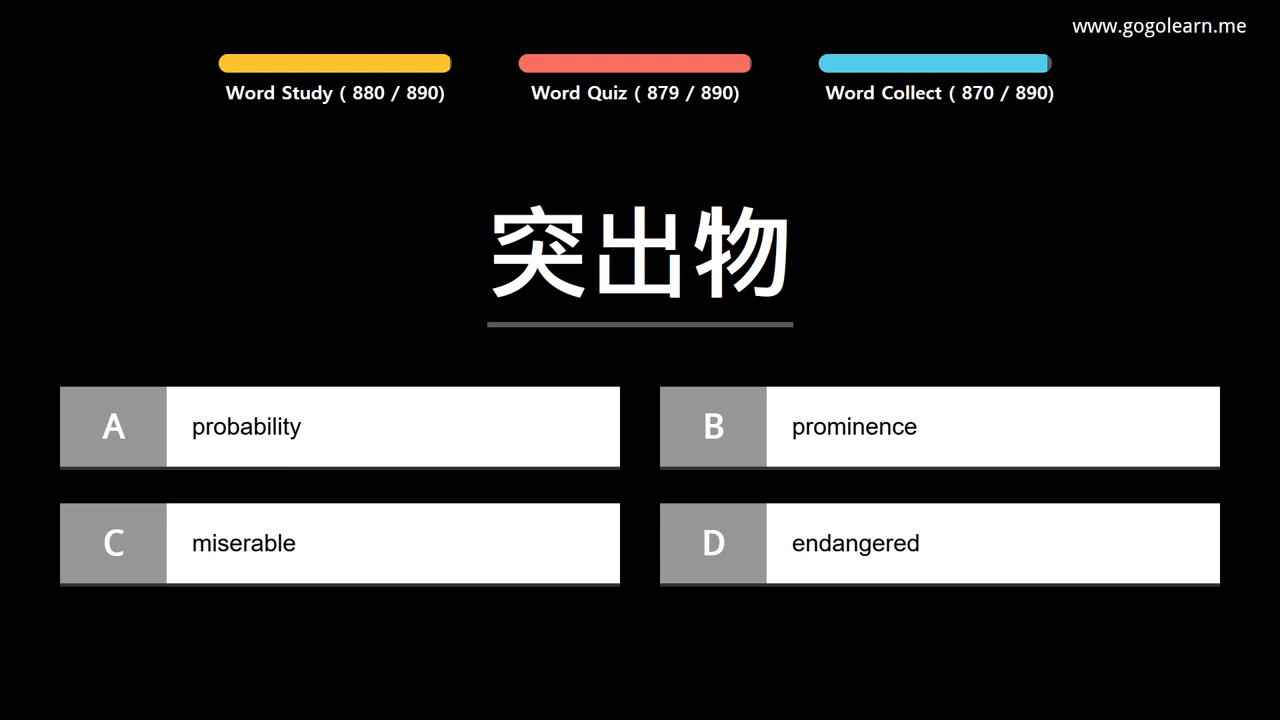 www.gogolearn.me
Word Study ( 880 / 890)
Word Quiz ( 879 / 890)
Word Collect ( 870 / 890)
突出物
A probability
B prominence
C miserable
D endangered